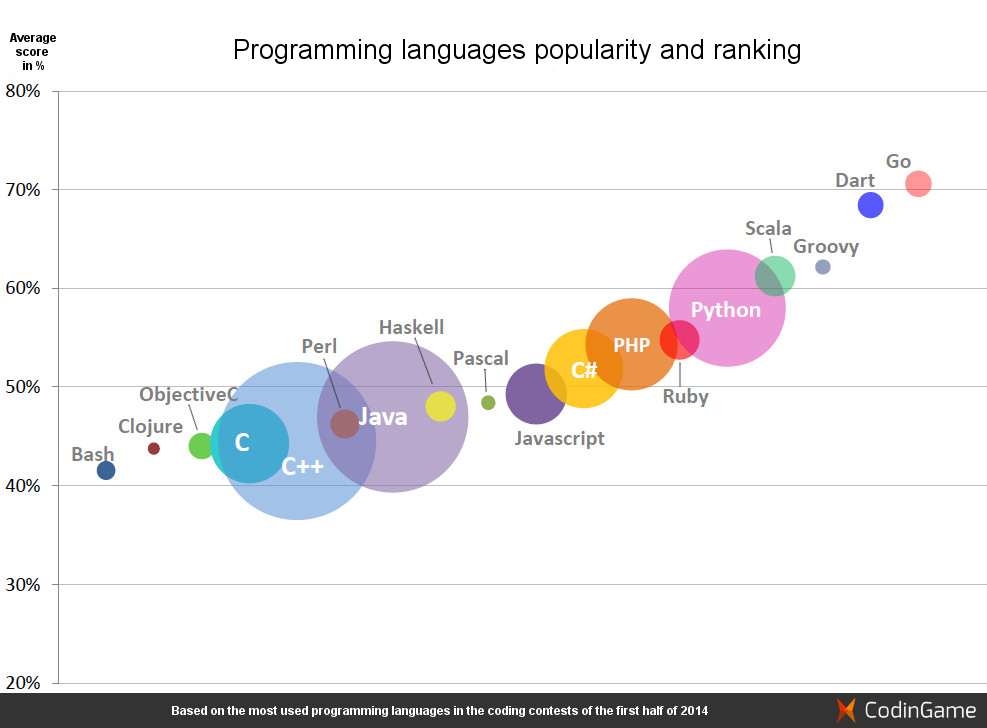 Average
score
in %
Programming languages popularity and ranking
80%
Go
70%
Dart
Scala
Groovy
60%
Python
Haskell
PHP
Perl
Pascal
C#
50%
ObjectiveC
Ruby
Java
Clojure
Javascript
C
Bash
C++
40%
30%
20%
Based on the most used programming languages in the coding contests of the first half of 2014
CodinGame